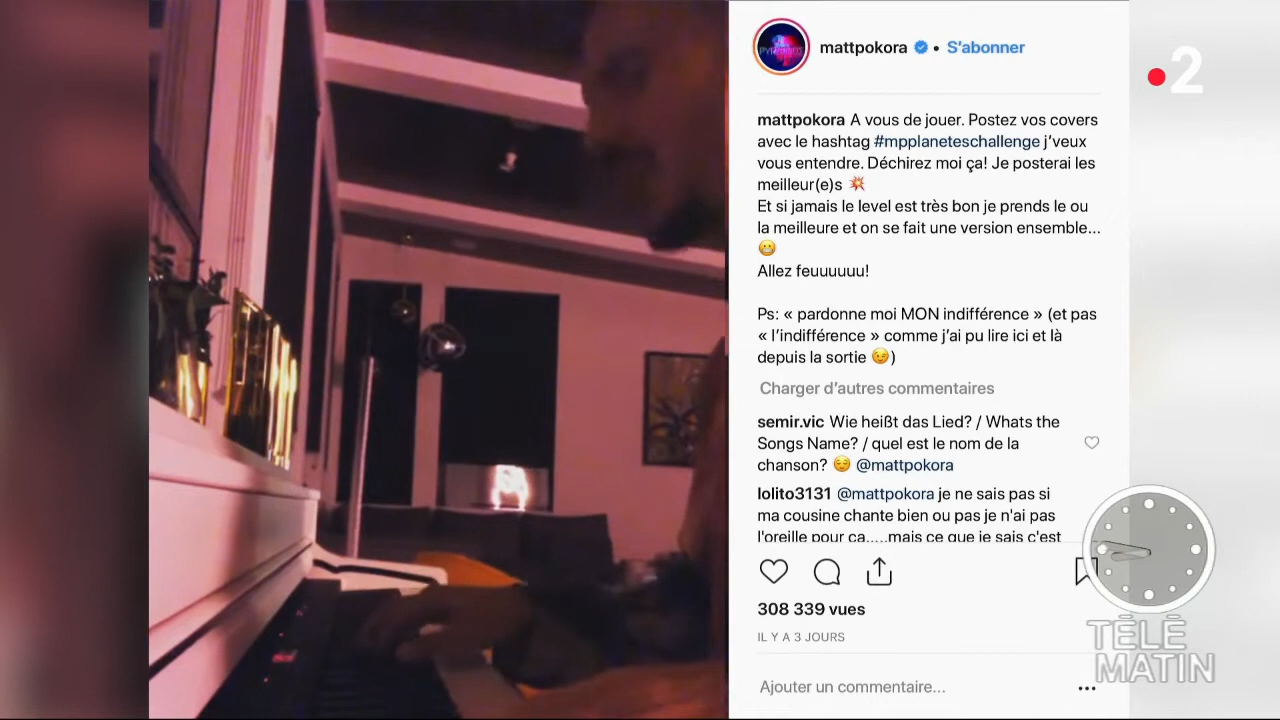 mattpokora • S'abonner
2
mattpokora A vous de jouer. Postez vos covers
avec le hashtag #mpplaneteschallenge j'veux
vous entendre. Déchirez moi ça! Je posterai les
meilleur(e)s 💥
Et si jamais le level est très bon je prends le ou
la meilleure et on se fait une version ensemble...
😬
Allez feuuuuuu!
Ps: « pardonne moi MON indifférence » (et pas
« l'indifférence » comme j'ai pu lire ici et là
depuis la sortie 😉)
Charger d'autres commentaires
semir.vic Wie heißt das Lied? / Whats the
Songs Name? / quel est le nom de la
chanson? 😌 @mattpokora
lolito3131 @mattpokora je ne sais pas si
ma cousine chante bien ou pas je n'ai pas
l'oreille pour ça.....mais ce que je sais c'est
308 339 vues
IL Y A 3 JOURS
Ajouter un commentaire...
TÉLÉ
MATIN